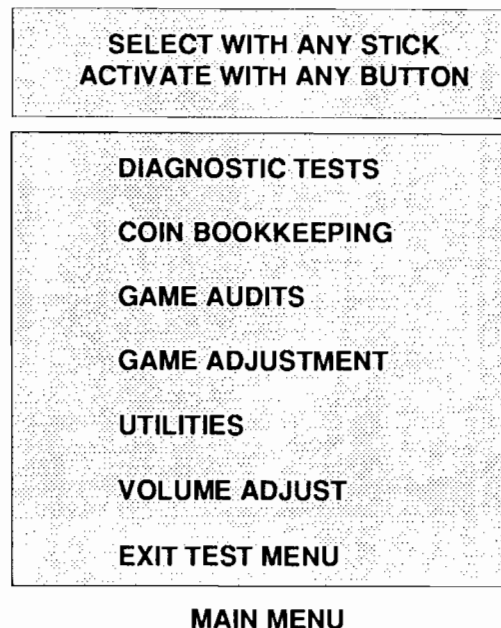 SELECT WITH ANY STICK
ACTIVATE WITH ANY BUTTON
DIAGNOSTIC TESTS
COIN BOOKKEEPING
GAME AUDITS
GAME ADJUSTMENT
UTILITIES
VOLUME ADJUST
EXIT TEST MENU
MAIN MENU